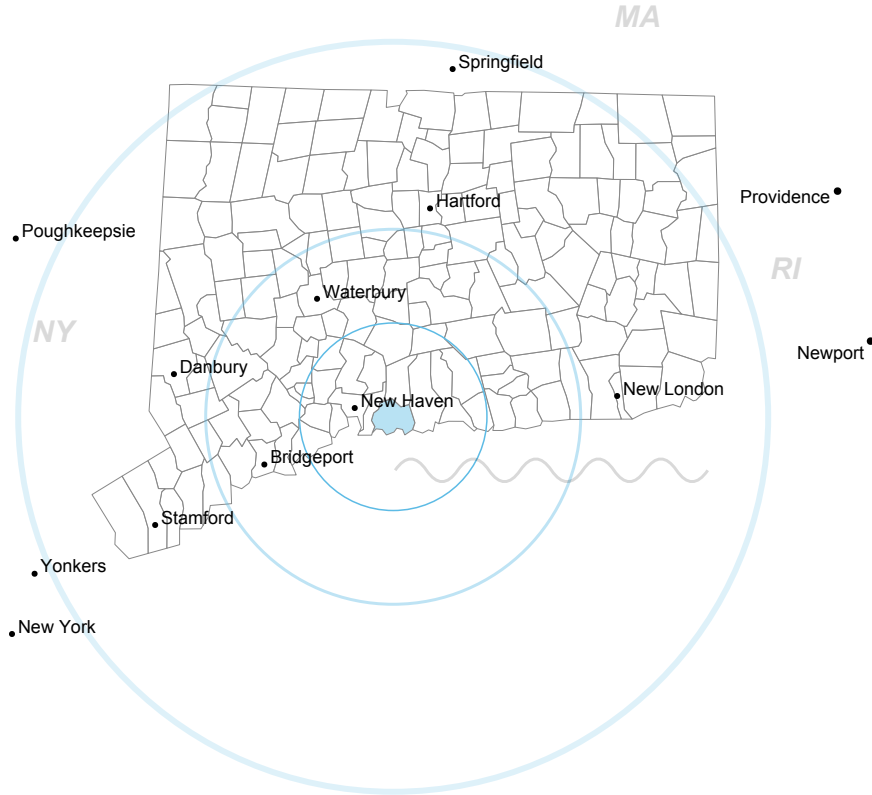 MA
Springfield
Providence
Hartford
Poughkeepsie
RI
Waterbury
NY
Newport
Danbury
New London
New Haven
Bridgeport
Stamford
Yonkers
New York